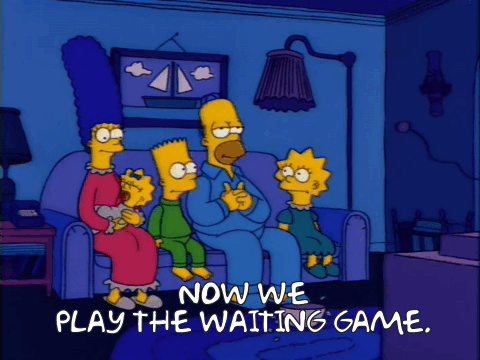 NOW WE
PLAY THE WAITING GAME.